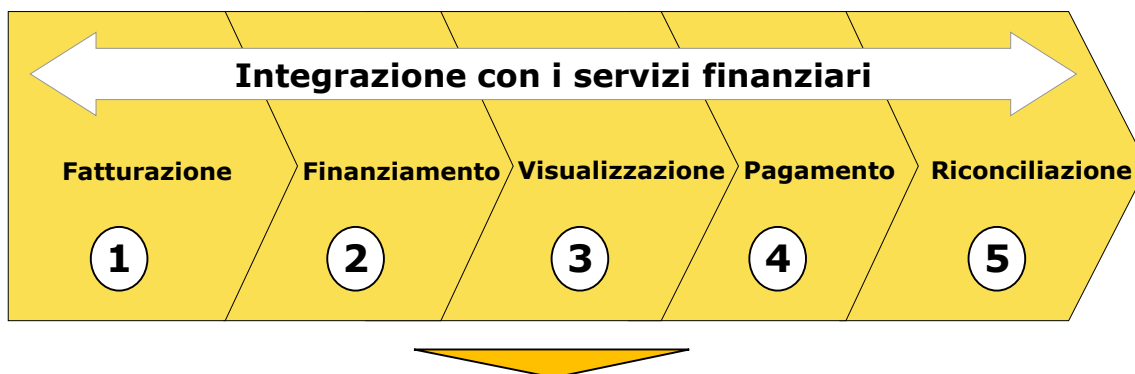 Integrazione con i servizi finanziari
Fatturazione
Finanziamento
Visualizzazione
Pagamento
Riconciliazione
1
2
3
4
5